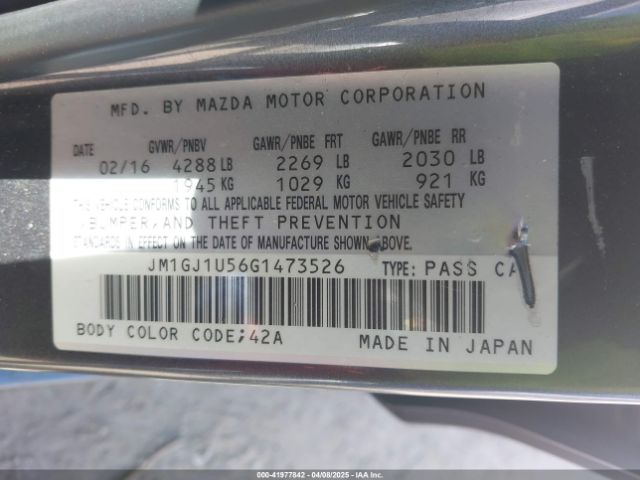 MFD. BY MAZDA MOTOR CORPORATION
DATE GVWR/PNBV GAWR/PNBE FRT GAWR/PNBE RR
02/16 4288 LB 2269 LB 2030 LB
1945 KG 1029 KG 921 KG
THIS VEHICLE CONFORMS TO ALL APPLICABLE FEDERAL MOTOR VEHICLE SAFETY
,BUMPER,AND THEFT PREVENTION
STANDARDS IN EFFECT ON THE DATE OF MANUFACTURE SHOWN ABOVE.
JM1GJ1U56G1473526 TYPE: PASS CA
BODY COLOR CODE;42A MADE IN JAPAN
000-41977842 - 04/08/2025 - IAAI.COM